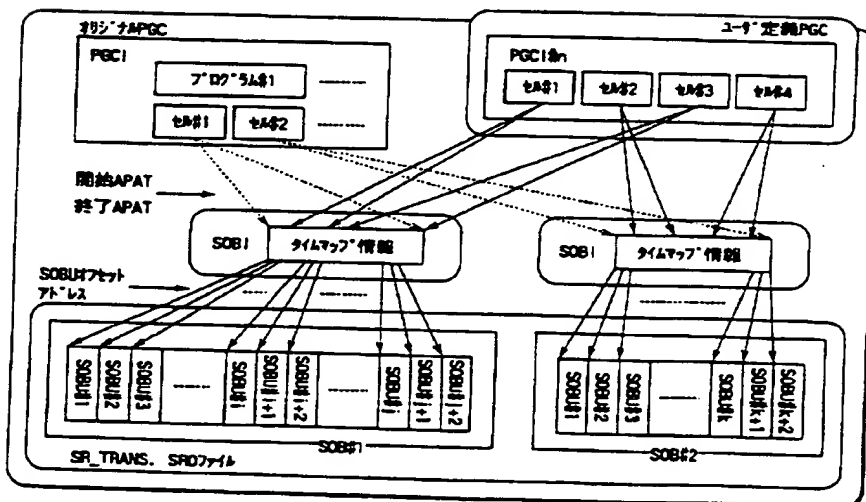 オリジナルPGC
ユーザ定義PGC
PGCI
プログラム#1
セル#1
セル#2
PGCI#n
セル#1
セル#2
セル#3
セル#4
開始APAT
終了APAT
SOBI
タイムマップ情報
SOBI
タイムマップ情報
SOBUオフセット
アドレス
SOBU#1
SOBU#2
SOBU#3
SOBU#i
SOBU#i+1
SOBU#i+2
SOBU#j
SOBU#j+1
SOBU#j+2
SOB#1
SOBU#1
SOBU#2
SOBU#3
SOBU#k
SOBU#k+1
SOBU#k+2
SOB#2
SR_TRANS. SROファイル